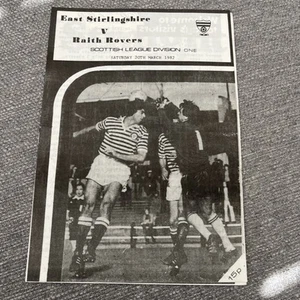 East Stirlingshire
V
Raith Rovers
SCOTTISH LEAGUE DIVISION ONE
SATURDAY 20TH MARCH 1982
15p